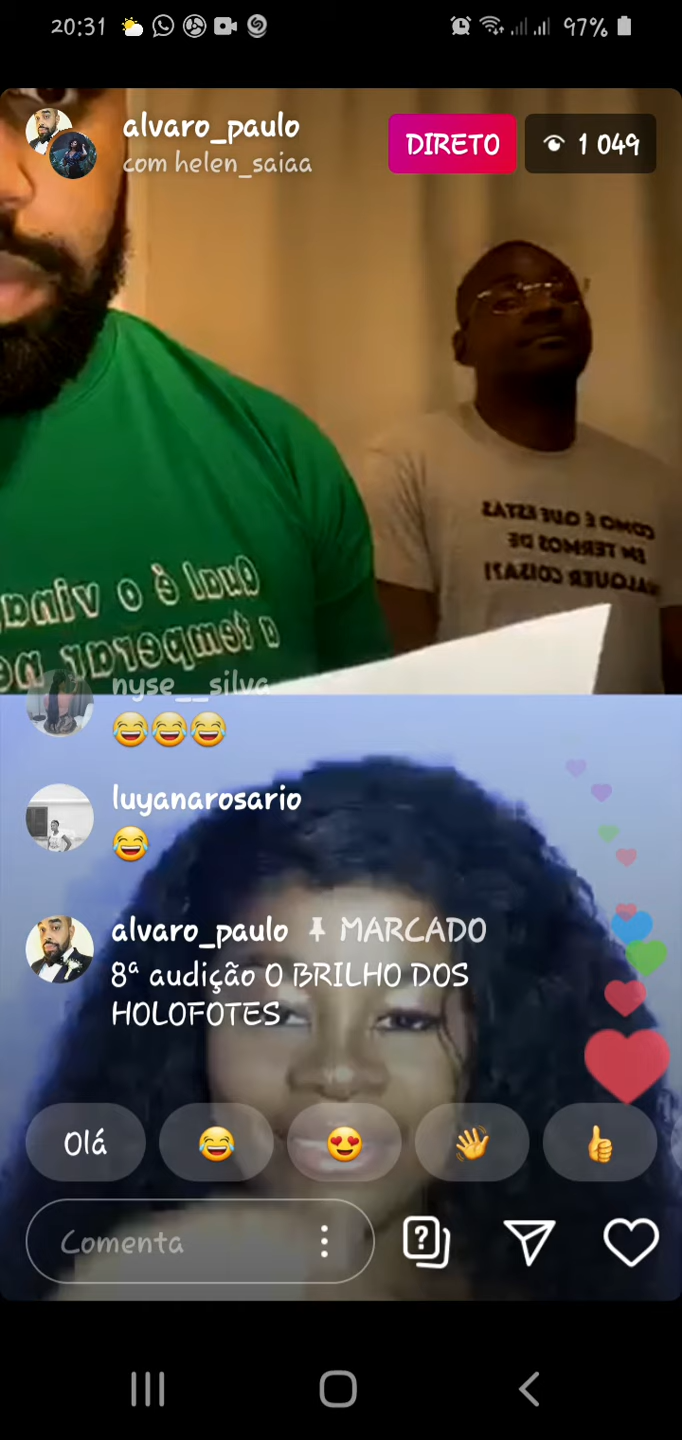 20:31
97%
alvaro_paulo
com helen_saiaa
DIRETO
1 049
COMO É QUE ESTÁS
EM TERMOS DE
QUALQUER COISA?!
Qual é o
a temperar
nyse__silva
😂😂😂
luyanarosario
😂
alvaro_paulo MARCADO
8ª audição O BRILHO DOS
HOLOFOTES
Olá 😂 😍 👋 👍
Comenta